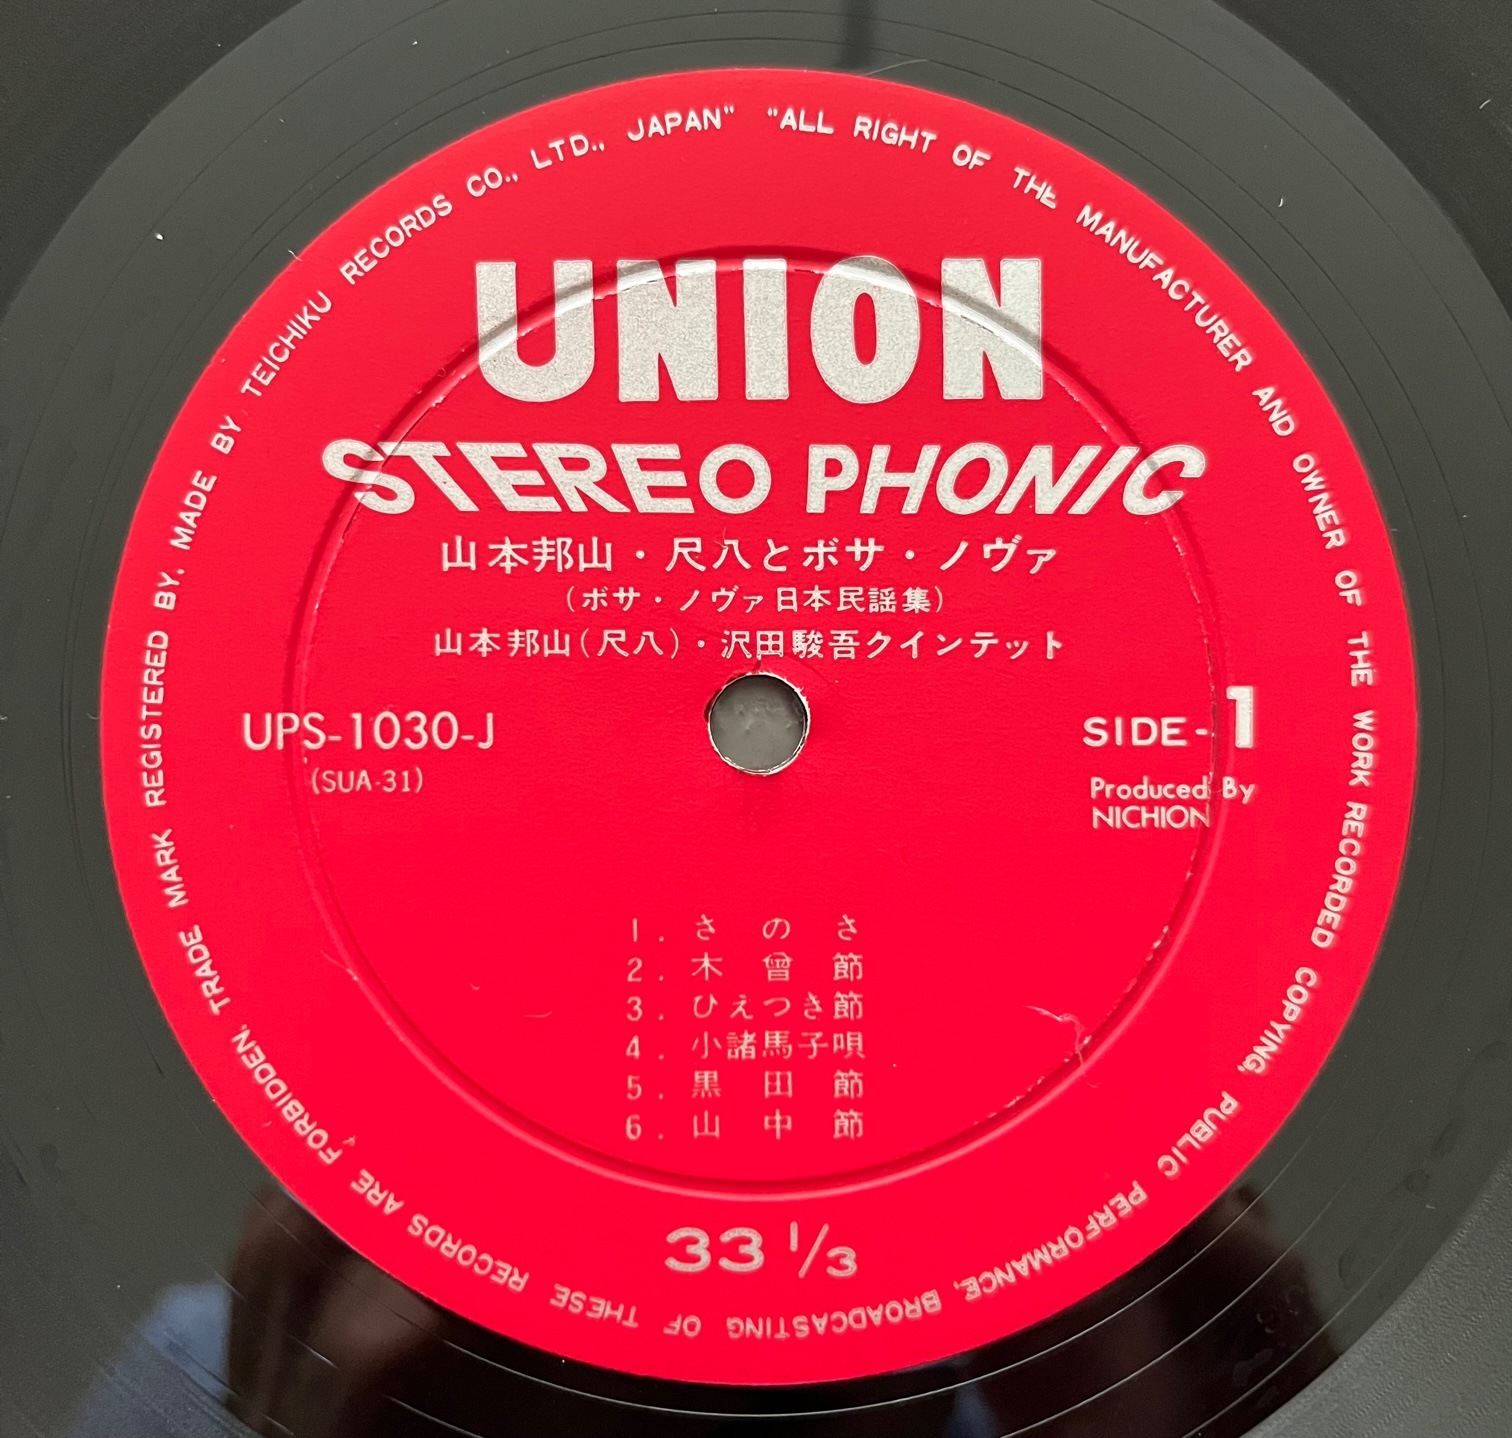 "ALL RIGHT OF THE MANUFACTURER AND OWNER OF THE WORK RECORDED COPYING, PUBLIC PERFORMANCE, BROADCASTING OF THESE RECORDS ARE FORBIDDEN, TRADE MARK REGISTERED BY, MADE BY TEICHIKU RECORDS CO., LTD., JAPAN"
UNION
STEREO PHONIC
山本邦山・尺八とボサ・ノヴァ
(ボサ・ノヴァ日本民謡集)
山本邦山(尺八)・沢田駿吾クインテット
UPS-1030-J
(SUA-31)
SIDE-1
Produced By
NICHION
1. さのさ
2. 木曾節
3. ひえつき節
4. 小諸馬子唄
5. 黒田節
6. 山中節
33 1/3